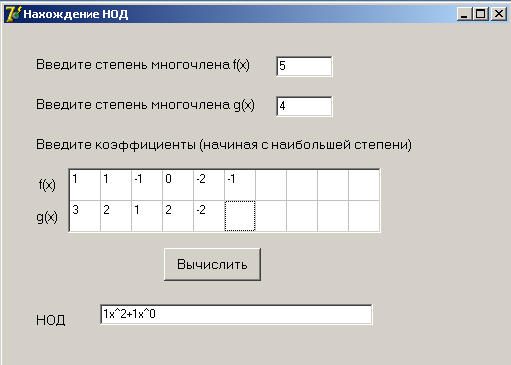 Нахождение НОД
Введите степень многочлена f(x) 5
Введите степень многочлена g(x) 4
Введите коэффициенты (начиная с наибольшей степени)
f(x) 1 1 -1 0 -2 -1
g(x) 3 2 1 2 -2
Вычислить
НОД 1x^2+1x^0